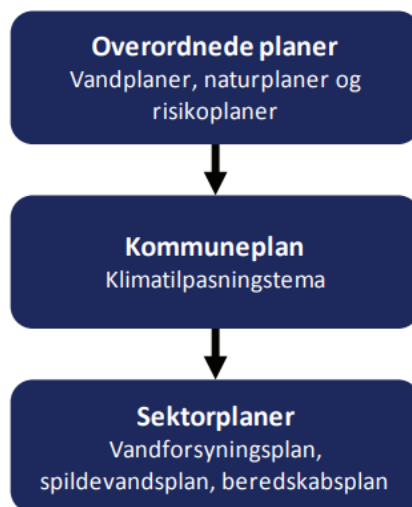 Overordnede planer
Vandplaner, naturplaner og
risikoplaner
Kommuneplan
Klimatilpasningstema
Sektorplaner
Vandforsyningsplan,
spildevandsplan, beredskabsplan